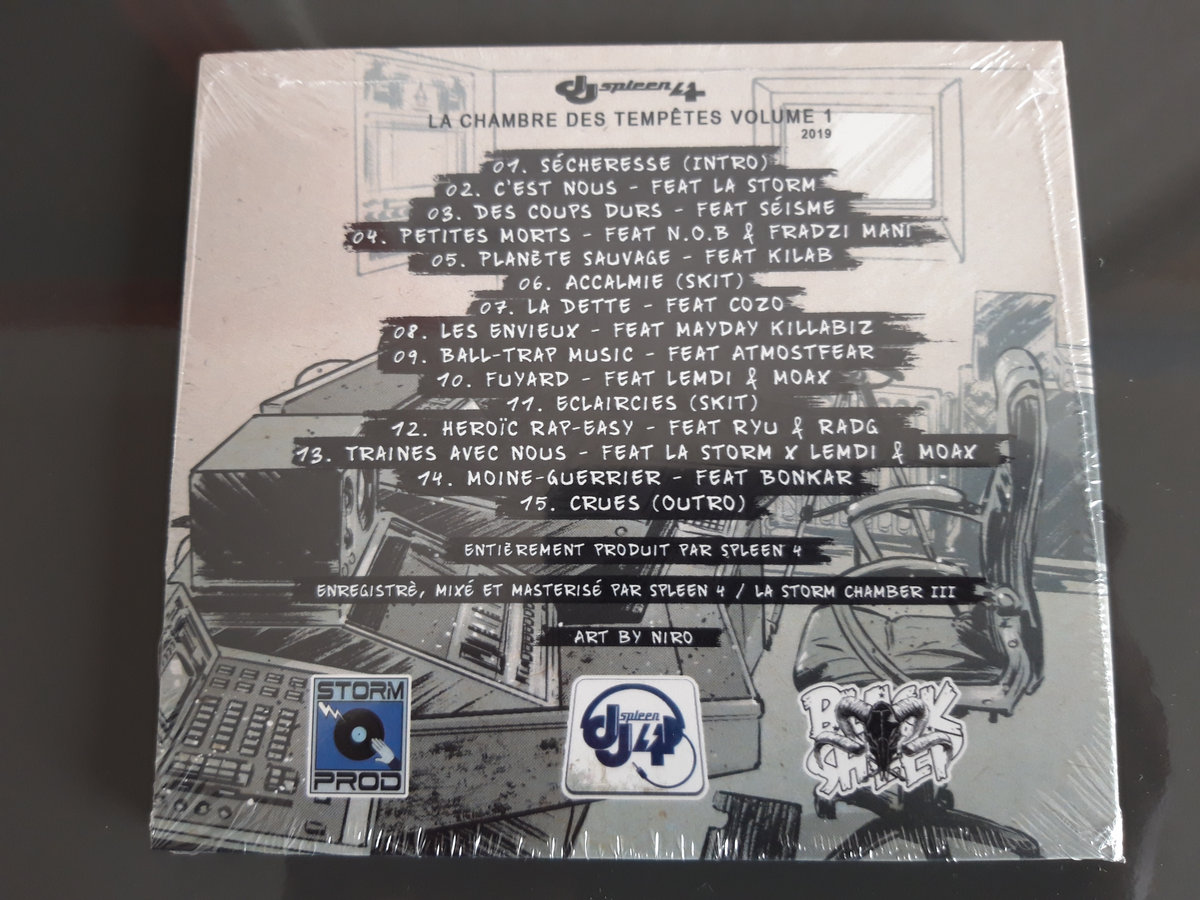 dj spleen 4
LA CHAMBRE DES TEMPÊTES VOLUME 1
2019
01. SÉCHERESSE (INTRO)
02. C'EST NOUS - FEAT LA STORM
03. DES COUPS DURS - FEAT SÉISME
04. PETITES MORTS - FEAT N.O.B & FRADZI MANI
05. PLANÈTE SAUVAGE - FEAT KILAB
06. ACCALMIE (SKIT)
07. LA DETTE - FEAT COZO
08. LES ENVIEUX - FEAT MAYDAY KILLABIZ
09. BALL-TRAP MUSIC - FEAT ATMOSTFEAR
10. FUYARD - FEAT LEMDI & MOAX
11. ECLAIRCIES (SKIT)
12. HEROÏC RAP-EASY - FEAT RYU & RADG
13. TRAINES AVEC NOUS - FEAT LA STORM X LEMDI & MOAX
14. MOINE-GUERRIER - FEAT BONKAR
15. CRUES (OUTRO)
ENTIÈREMENT PRODUIT PAR SPLEEN 4
ENREGISTRÈ, MIXÉ ET MASTERISÉ PAR SPLEEN 4 / LA STORM CHAMBER III
ART BY NIRO
STORM
PROD
dj spleen 4
BLACK
SHEEP